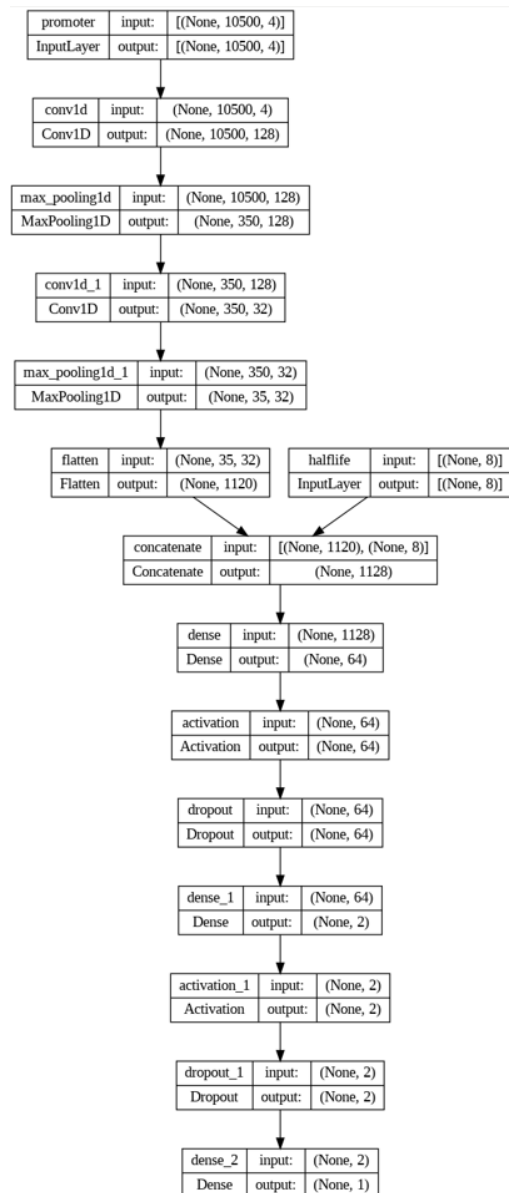 promoter input: [(None, 10500, 4)]
InputLayer output: [(None, 10500, 4)]
conv1d input: (None, 10500, 4)
Conv1D output: (None, 10500, 128)
max_pooling1d input: (None, 10500, 128)
MaxPooling1D output: (None, 350, 128)
conv1d_1 input: (None, 350, 128)
Conv1D output: (None, 350, 32)
max_pooling1d_1 input: (None, 350, 32)
MaxPooling1D output: (None, 35, 32)
flatten input: (None, 35, 32)
Flatten output: (None, 1120)
halflife input: [(None, 8)]
InputLayer output: [(None, 8)]
concatenate input: [(None, 1120), (None, 8)]
Concatenate output: (None, 1128)
dense input: (None, 1128)
Dense output: (None, 64)
activation input: (None, 64)
Activation output: (None, 64)
dropout input: (None, 64)
Dropout output: (None, 64)
dense_1 input: (None, 64)
Dense output: (None, 2)
activation_1 input: (None, 2)
Activation output: (None, 2)
dropout_1 input: (None, 2)
Dropout output: (None, 2)
dense_2 input: (None, 2)
Dense output: (None, 1)